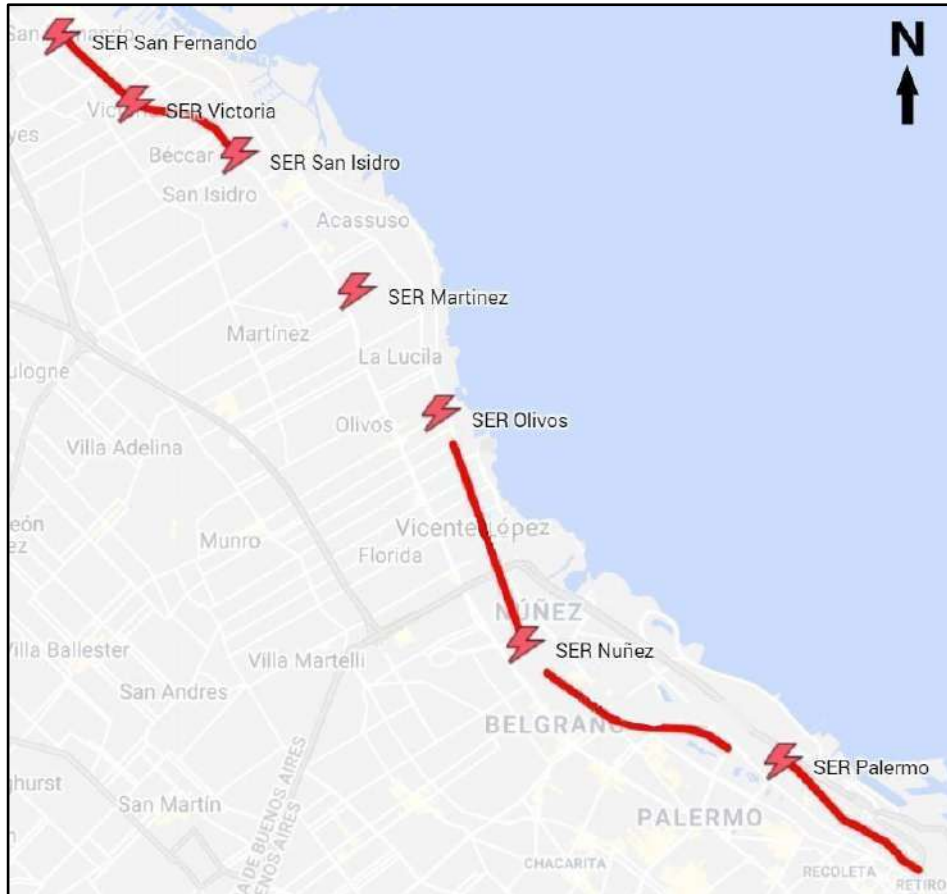 SER San Fernando
N
SER Victoria
Béccar
SER San Isidro
San Isidro
Acassuso
SER Martinez
Martínez
La Lucila
SER Olivos
Olivos
Villa Adelina
Vicente López
Munro
Florida
NÚÑEZ
SER Nuñez
Villa Ballester
Villa Martelli
San Andres
BELGRANO
SER Palermo
San Martín
PALERMO
CHACARITA
RECOLETA
RETIRO